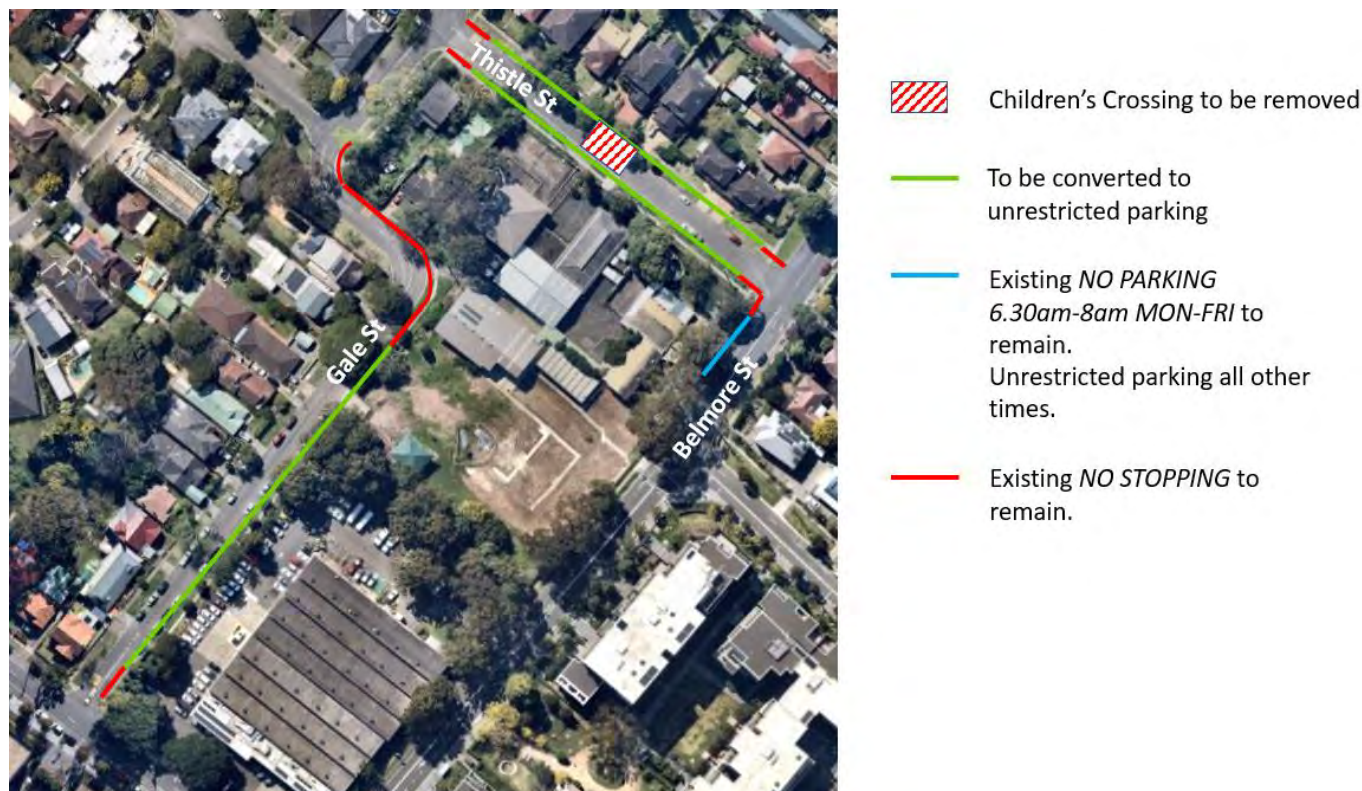 Thistle St
Gale St
Belmore St
Children’s Crossing to be removed
To be converted to
unrestricted parking
Existing NO PARKING
6.30am-8am MON-FRI to
remain.
Unrestricted parking all other
times.
Existing NO STOPPING to
remain.